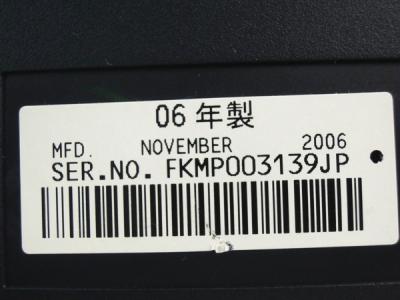 06 年製
MFD. NOVEMBER 2006
SER.NO. FKMP003139JP